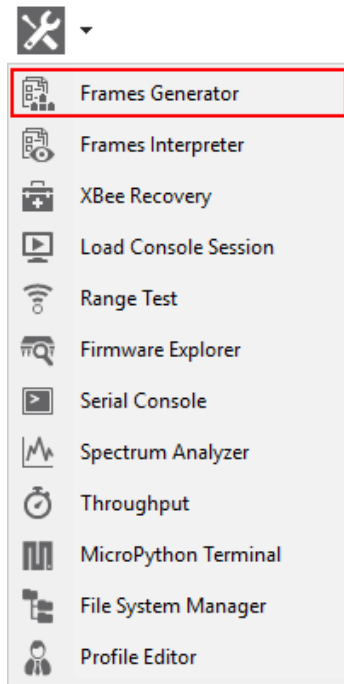 Frames Generator
Frames Interpreter
XBee Recovery
Load Console Session
Range Test
Firmware Explorer
Serial Console
Spectrum Analyzer
Throughput
MicroPython Terminal
File System Manager
Profile Editor